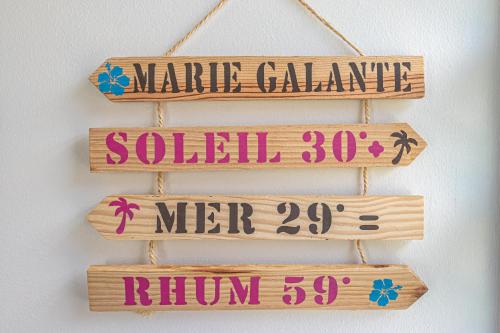 MARIE GALANTE
SOLEIL 30°+
MER 29° =
RHUM 59°